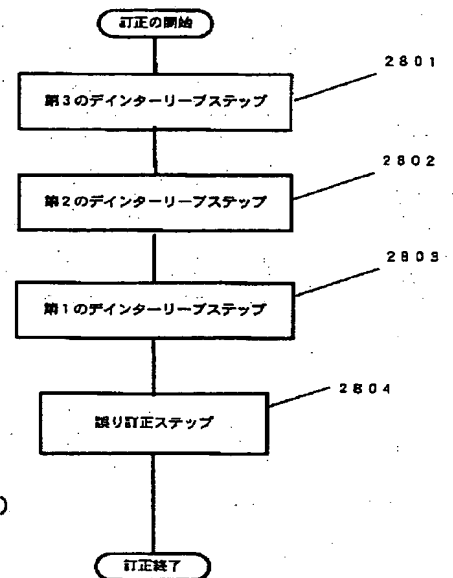 訂正の開始
2801
第3のデインターリーブステップ
2802
第2のデインターリーブステップ
2803
第1のデインターリーブステップ
2804
誤り訂正ステップ
訂正終了